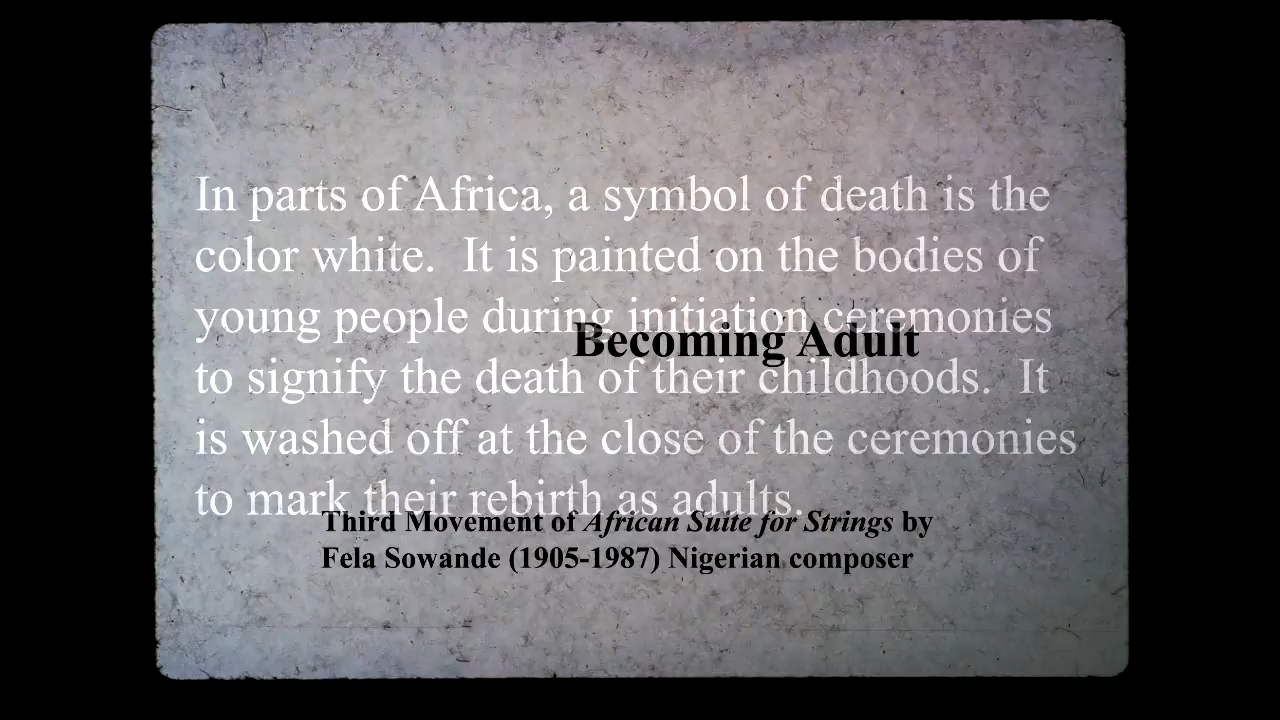 In parts of Africa, a symbol of death is the
color white. It is painted on the bodies of
young people during initiation ceremonies
Becoming Adult
to signify the death of their childhoods. It
is washed off at the close of the ceremonies
to mark their rebirth as adults.
Third Movement of African Suite for Strings by
Fela Sowande (1905-1987) Nigerian composer